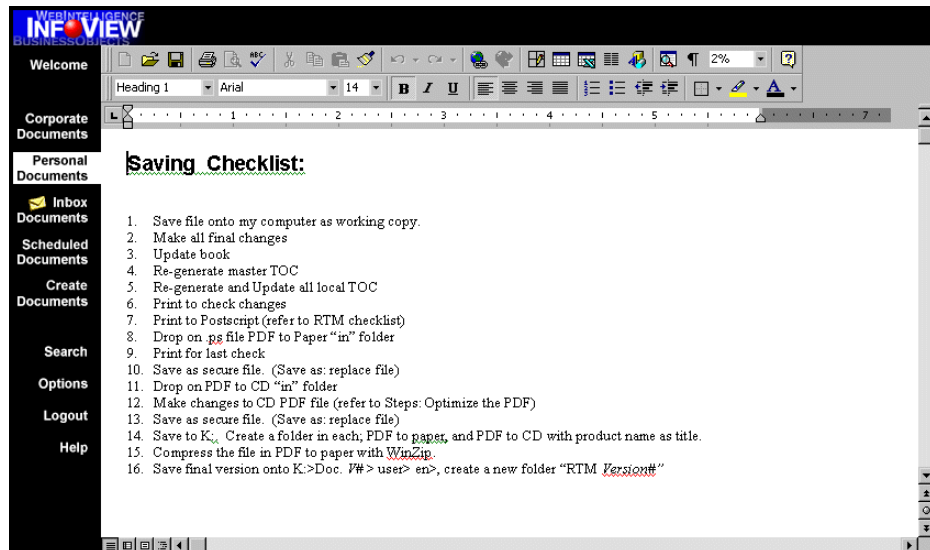 WEBINTELLIGENCE
INFOVIEW
BUSINESSOBJECTS
Welcome
Corporate
Documents
Personal
Documents
Inbox
Documents
Scheduled
Documents
Create
Documents
Search
Options
Logout
Help
ABC
2%
Heading 1
Arial
14
B I U
A
1 2 3 4 5 7
Saving Checklist:
1. Save file onto my computer as working copy.
2. Make all final changes
3. Update book
4. Re-generate master TOC
5. Re-generate and Update all local TOC
6. Print to check changes
7. Print to Postscript (refer to RTM checklist)
8. Drop on .ps file PDF to Paper “in” folder
9. Print for last check
10. Save as secure file. (Save as: replace file)
11. Drop on PDF to CD “in” folder
12. Make changes to CD PDF file (refer to Steps: Optimize the PDF)
13. Save as secure file. (Save as: replace file)
14. Save to K:. Create a folder in each; PDF to paper, and PDF to CD with product name as title.
15. Compress the file in PDF to paper with WinZip.
16. Save final version onto K:>Doc. V# > user> en>, create a new folder “RTM Version#”